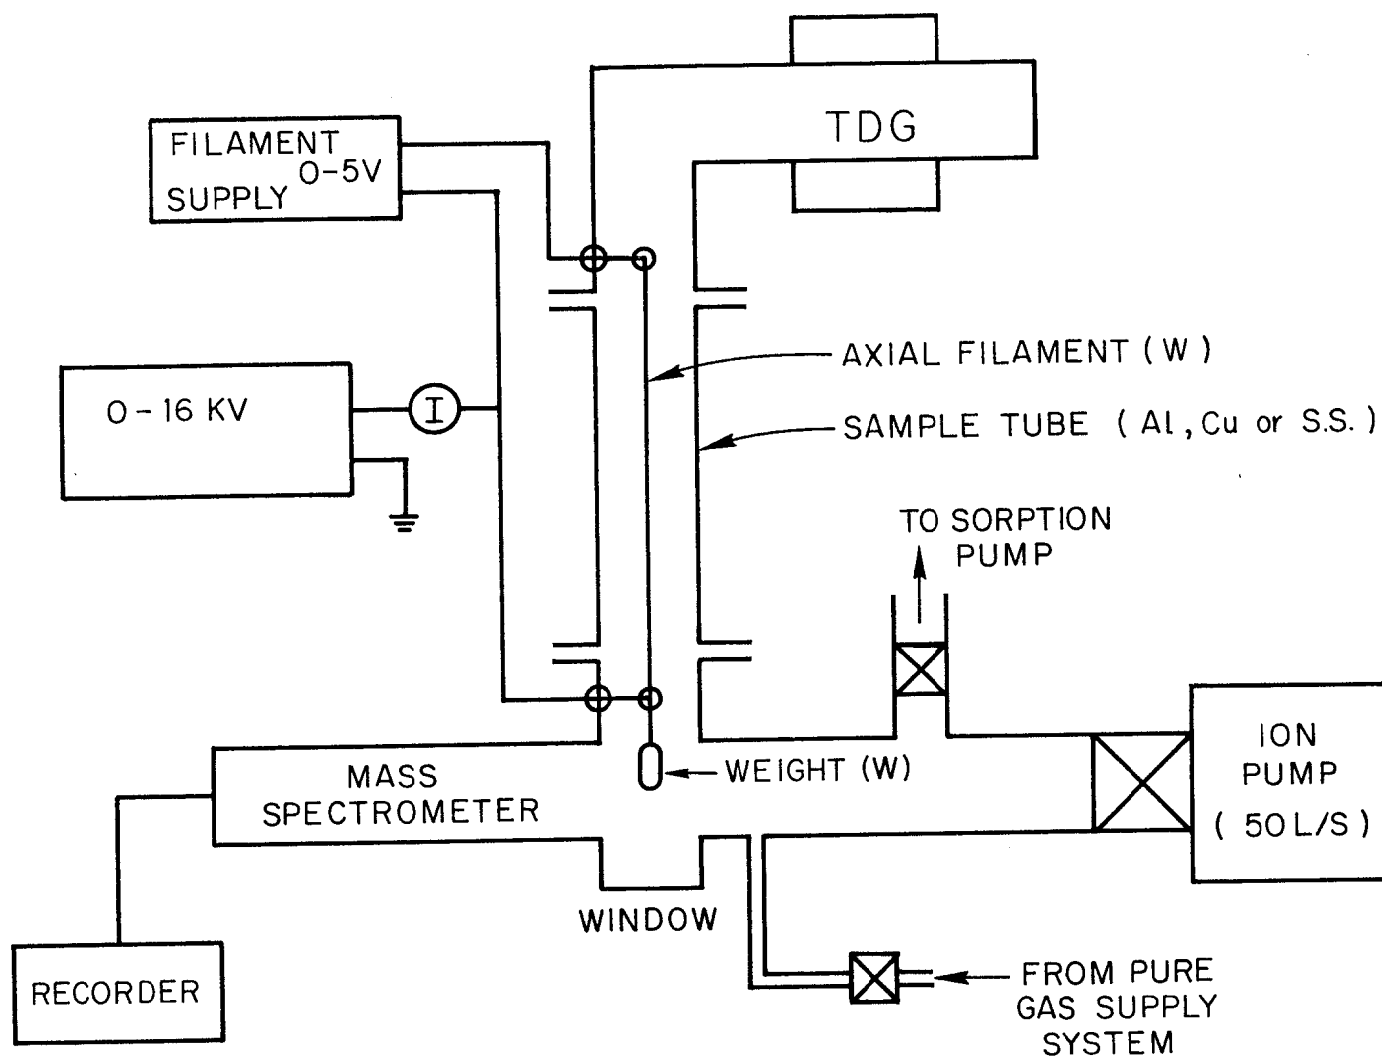 TDG
FILAMENT
0-5V
SUPPLY
0-16 KV
I
AXIAL FILAMENT (W)
SAMPLE TUBE (Al, Cu or S.S.)
TO SORPTION
PUMP
ION
PUMP
(50L/S)
MASS
SPECTROMETER
WEIGHT (W)
WINDOW
RECORDER
FROM PURE
GAS SUPPLY
SYSTEM